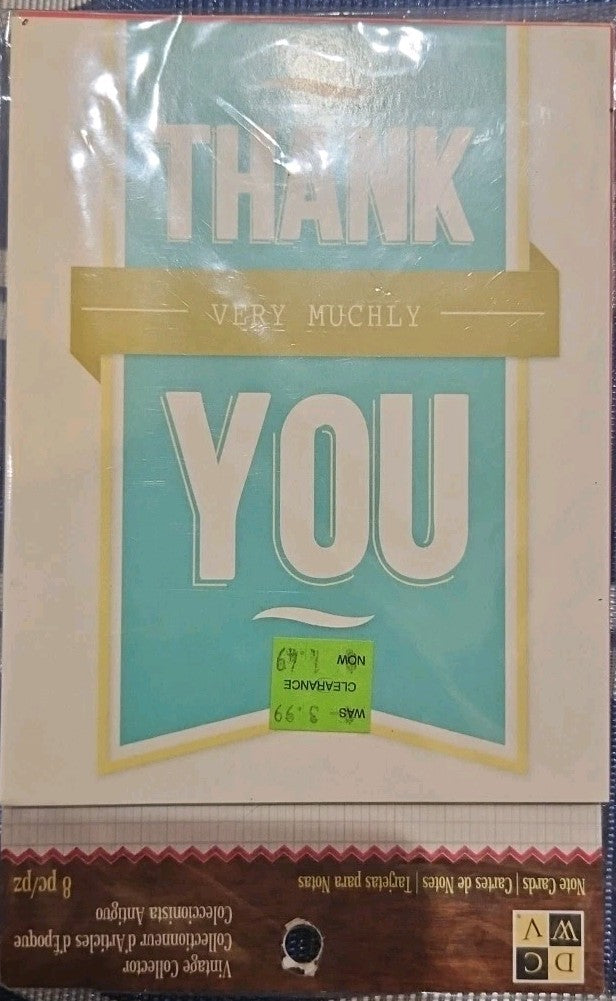 THANK
VERY MUCHLY
YOU
WAS $ 3.99
CLEARANCE
NOW $ 1.49
DCWV
Vintage Collector
Collectionneur d'Articles d'Époque
Coleccionista Antiguo
Note Cards | Cartes de Notes | Tarjetas para Notas
8 pc/pz